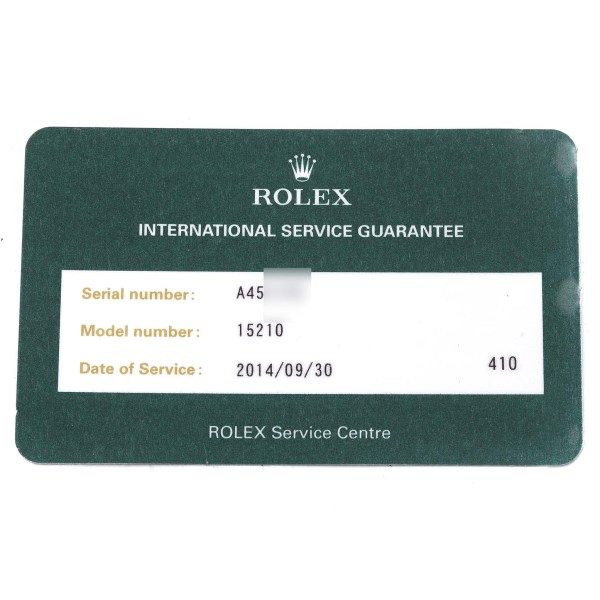 ROLEX
INTERNATIONAL SERVICE GUARANTEE
Serial number: A45
Model number: 15210
Date of Service: 2014/09/30 410
ROLEX Service Centre